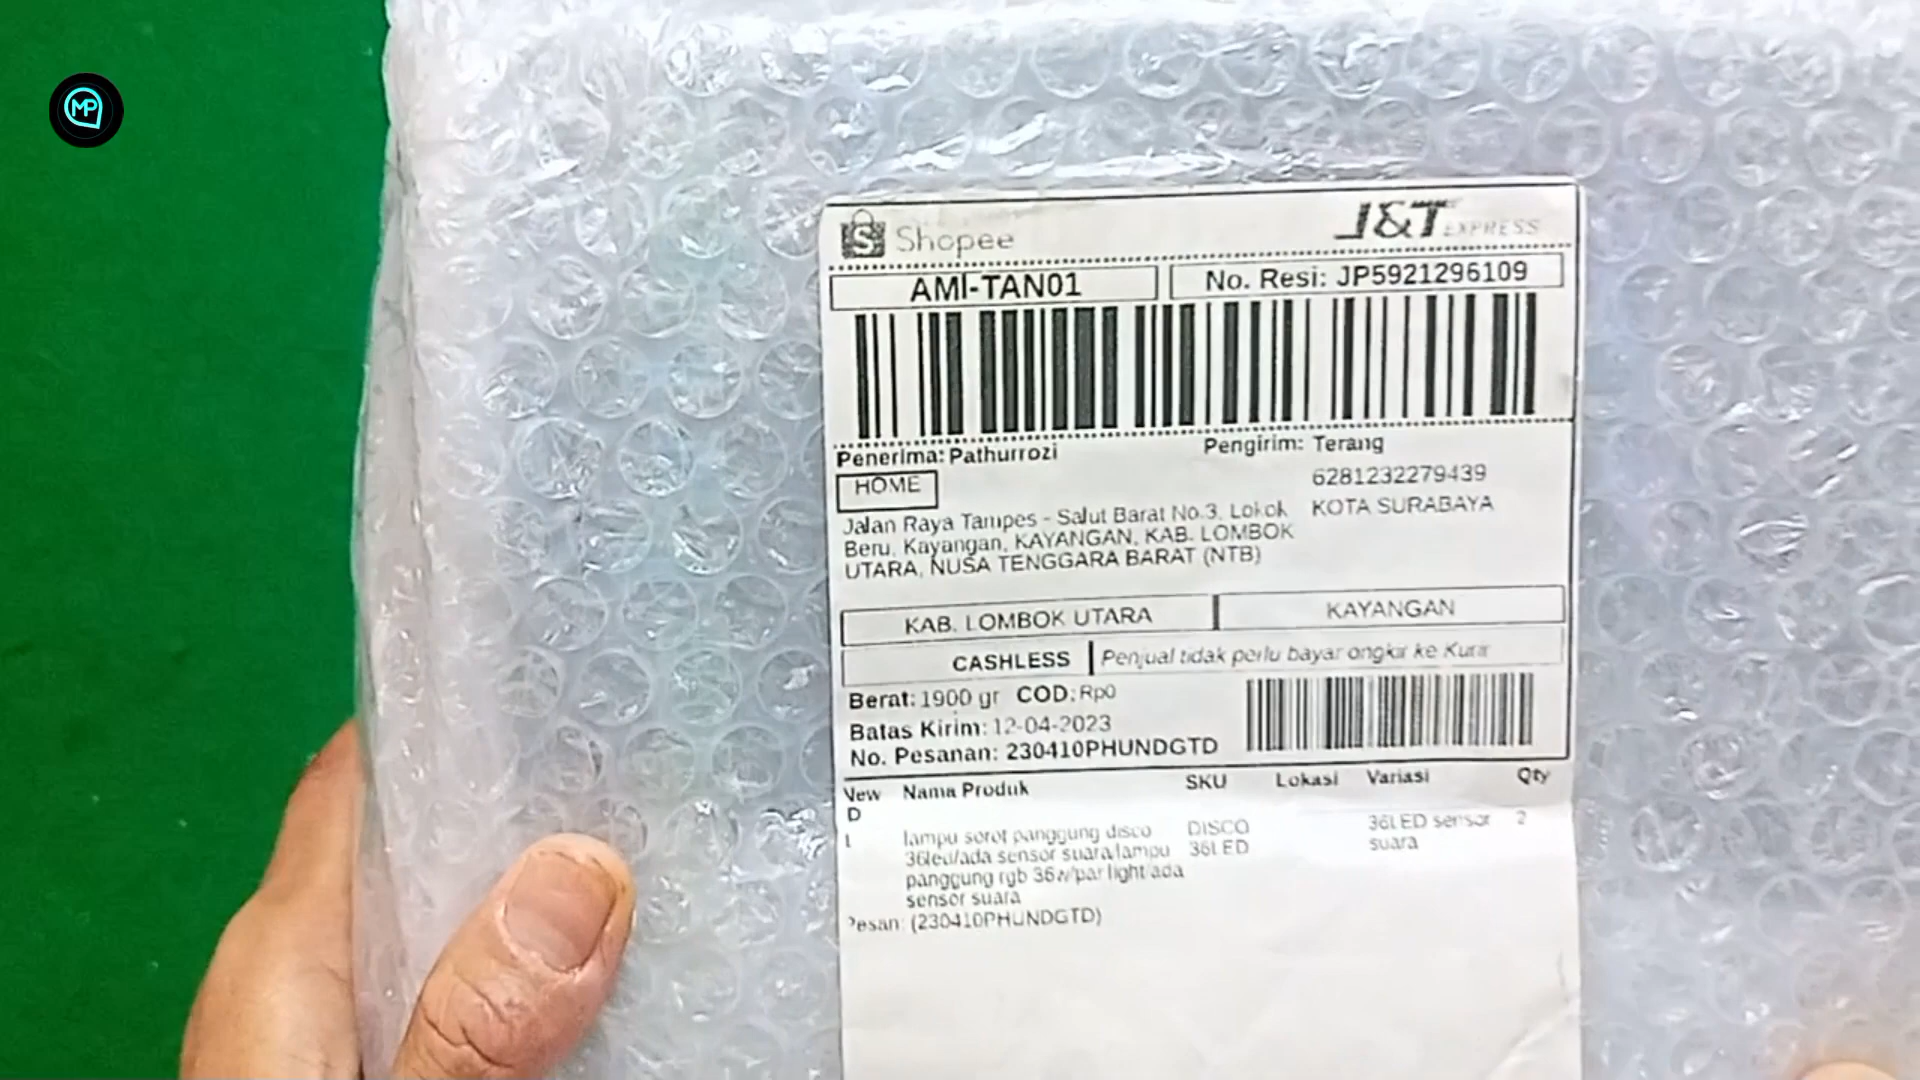 MP
Shopee
J&T EXPRESS
AMI-TAN01
No. Resi: JP5921296109
Penerima: Pathurrozi
Pengirim: Terang
HOME
6281232279439
KOTA SURABAYA
Jalan Raya Tampes - Salut Barat No.3, Lokok
Beru, Kayangan, KAYANGAN, KAB. LOMBOK
UTARA, NUSA TENGGARA BARAT (NTB)
KAB. LOMBOK UTARA
KAYANGAN
CASHLESS
Penjual tidak perlu bayar ongkir ke Kurir
Berat: 1900 gr COD: Rp0
Batas Kirim: 12-04-2023
No. Pesanan: 230410PHUNDGTD
Nama Produk SKU Lokasi Variasi Qty
lampu sorot panggung disco DISCO 36LED sensor 2
36led/ada sensor suara/lampu 36LED suara
panggung rgb 36w/par light/ada
sensor suara
Pesan: (230410PHUNDGTD)